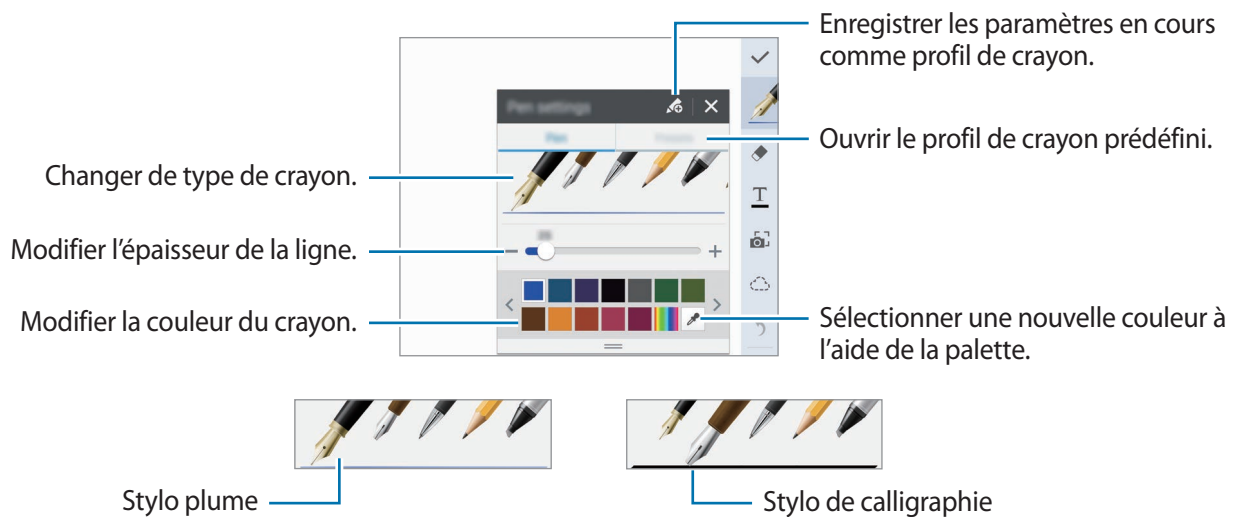 Enregistrer les paramètres en cours
comme profil de crayon.
Pen settings
Pen
Ouvrir le profil de crayon prédéfini.
Changer de type de crayon.
T
Modifier l'épaisseur de la ligne.
Modifier la couleur du crayon.
Sélectionner une nouvelle couleur à
l'aide de la palette.
Stylo plume
Stylo de calligraphie